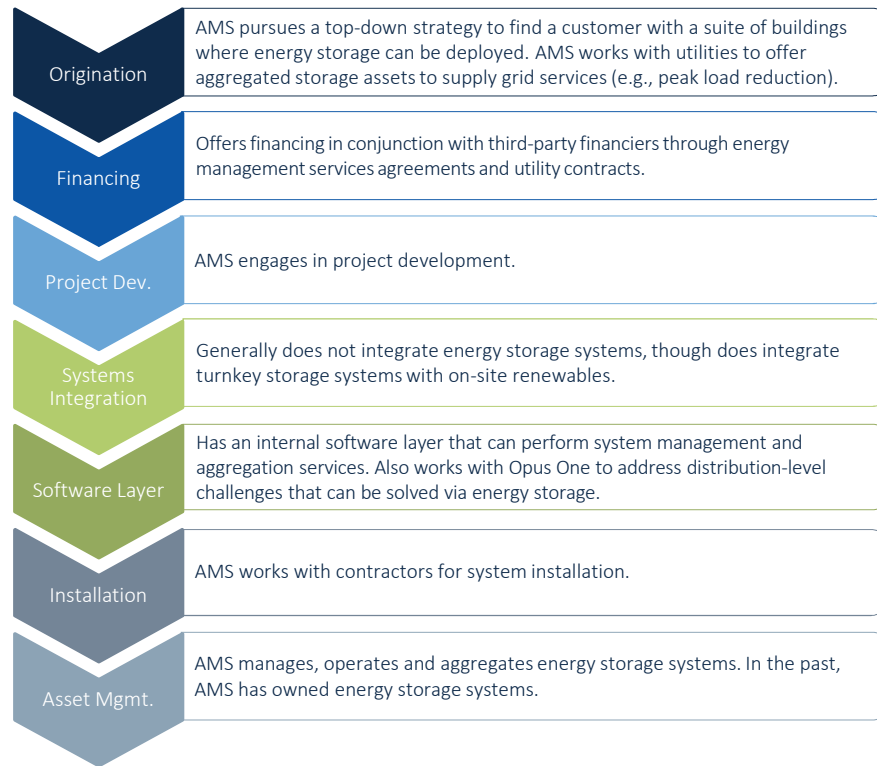 Origination
AMS pursues a top-down strategy to find a customer with a suite of buildings
where energy storage can be deployed. AMS works with utilities to offer
aggregated storage assets to supply grid services (e.g., peak load reduction).
Financing
Offers financing in conjunction with third-party financiers through energy
management services agreements and utility contracts.
Project Dev.
AMS engages in project development.
Systems
Integration
Generally does not integrate energy storage systems, though does integrate
turnkey storage systems with on-site renewables.
Software Layer
Has an internal software layer that can perform system management and
aggregation services. Also works with Opus One to address distribution-level
challenges that can be solved via energy storage.
Installation
AMS works with contractors for system installation.
Asset Mgmt.
AMS manages, operates and aggregates energy storage systems. In the past,
AMS has owned energy storage systems.